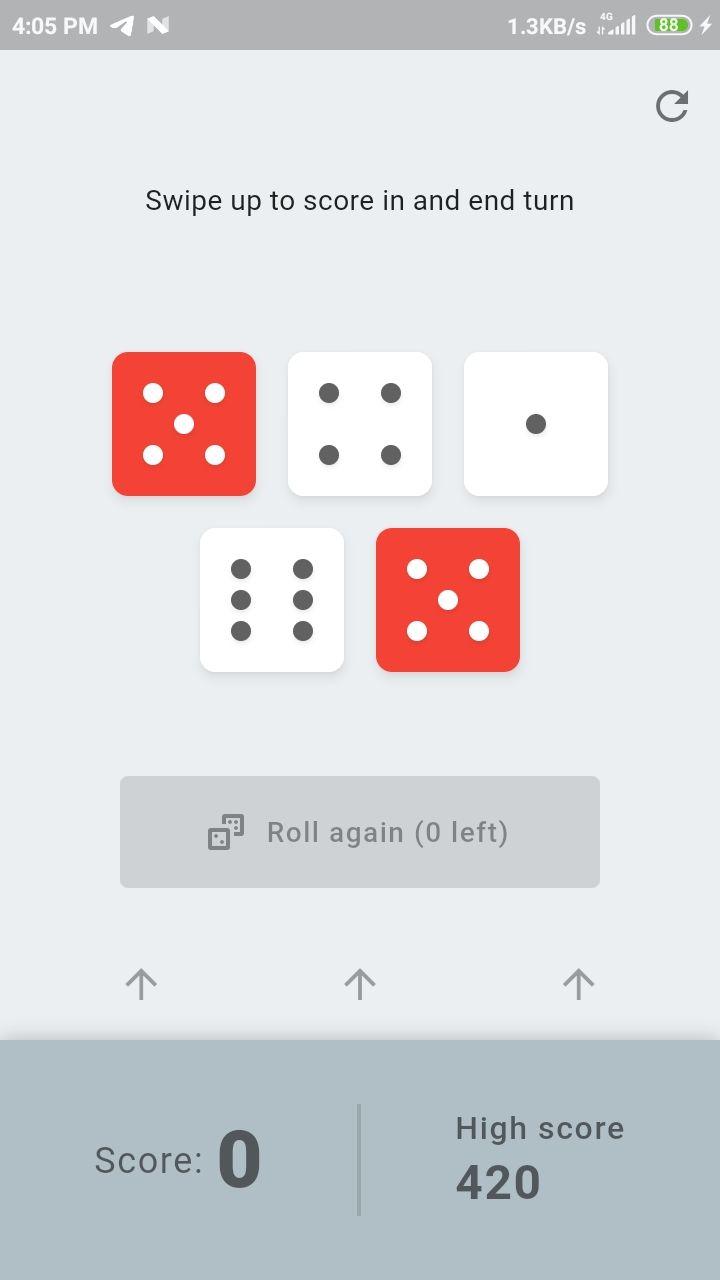 4:05 PM 1.3KB/s 4G 88
Swipe up to score in and end turn
Roll again (0 left)
Score: 0
High score
420